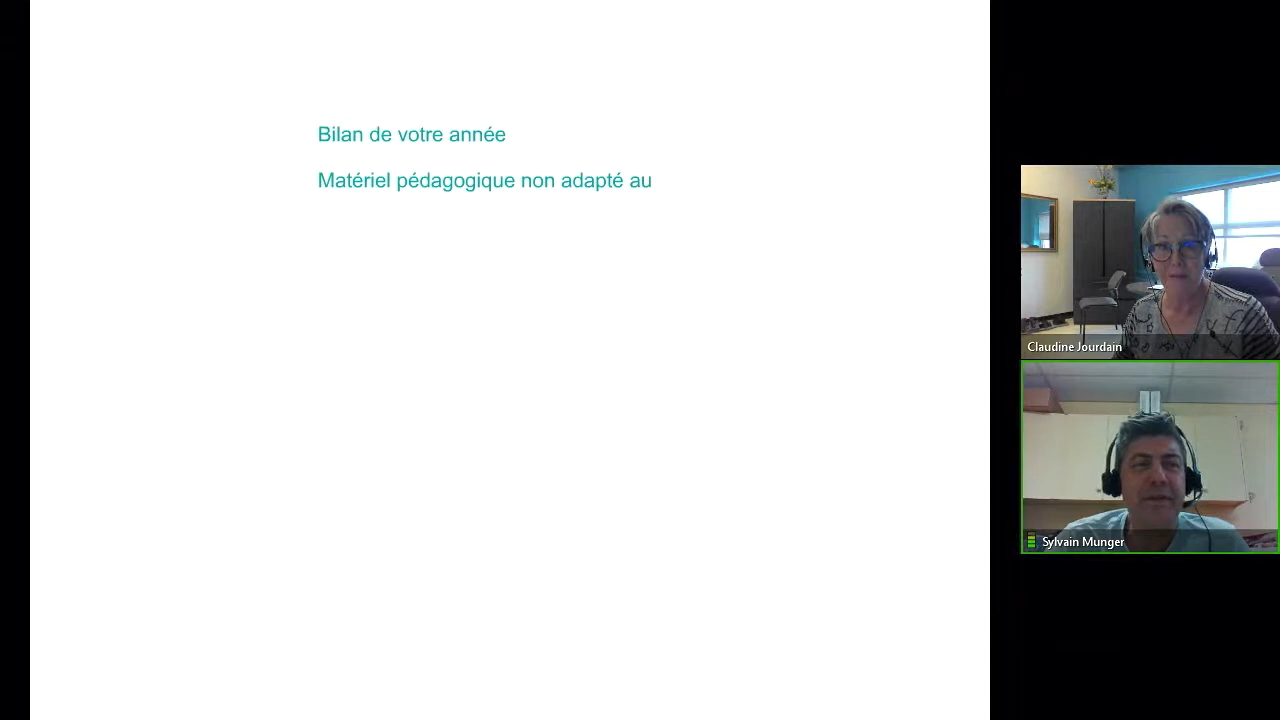 Bilan de votre année
Matériel pédagogique non adapté au
Claudine Jourdain
Sylvain Munger